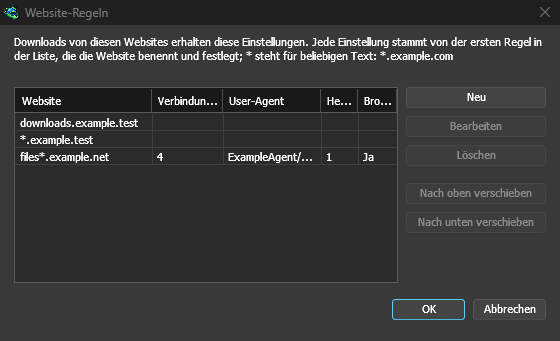 Website-Regeln
Downloads von diesen Websites erhalten diese Einstellungen. Jede Einstellung stammt von der ersten Regel in
der Liste, die die Website benennt und festlegt; * steht für beliebigen Text: *.example.com
Website Verbindun... User-Agent He... Bro...
downloads.example.test
*.example.test
files*.example.net 4 ExampleAgent/... 1 Ja
Neu
Bearbeiten
Löschen
Nach oben verschieben
Nach unten verschieben
OK Abbrechen